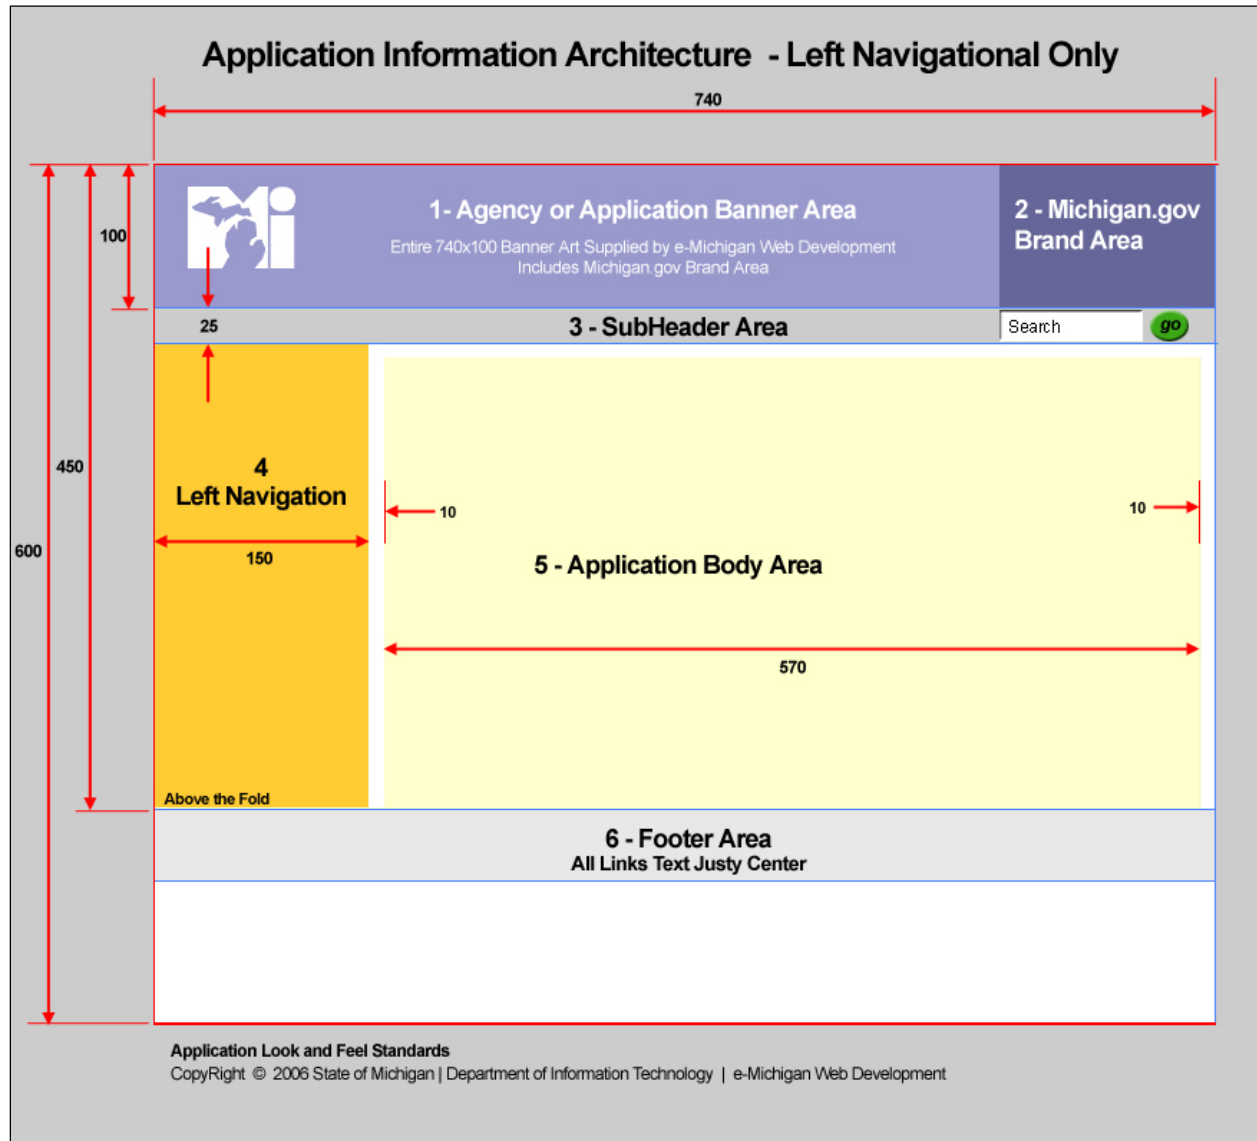 Application Information Architecture - Left Navigational Only
740
Mi
1- Agency or Application Banner Area
Entire 740x100 Banner Art Supplied by e-Michigan Web Development
Includes Michigan.gov Brand Area
2 - Michigan.gov
Brand Area
100
25
3 - SubHeader Area
Search
go
450
4
Left Navigation
10
10
600
150
5 - Application Body Area
570
Above the Fold
6 - Footer Area
All Links Text Justy Center
Application Look and Feel Standards
CopyRight © 2006 State of Michigan | Department of Information Technology | e-Michigan Web Development